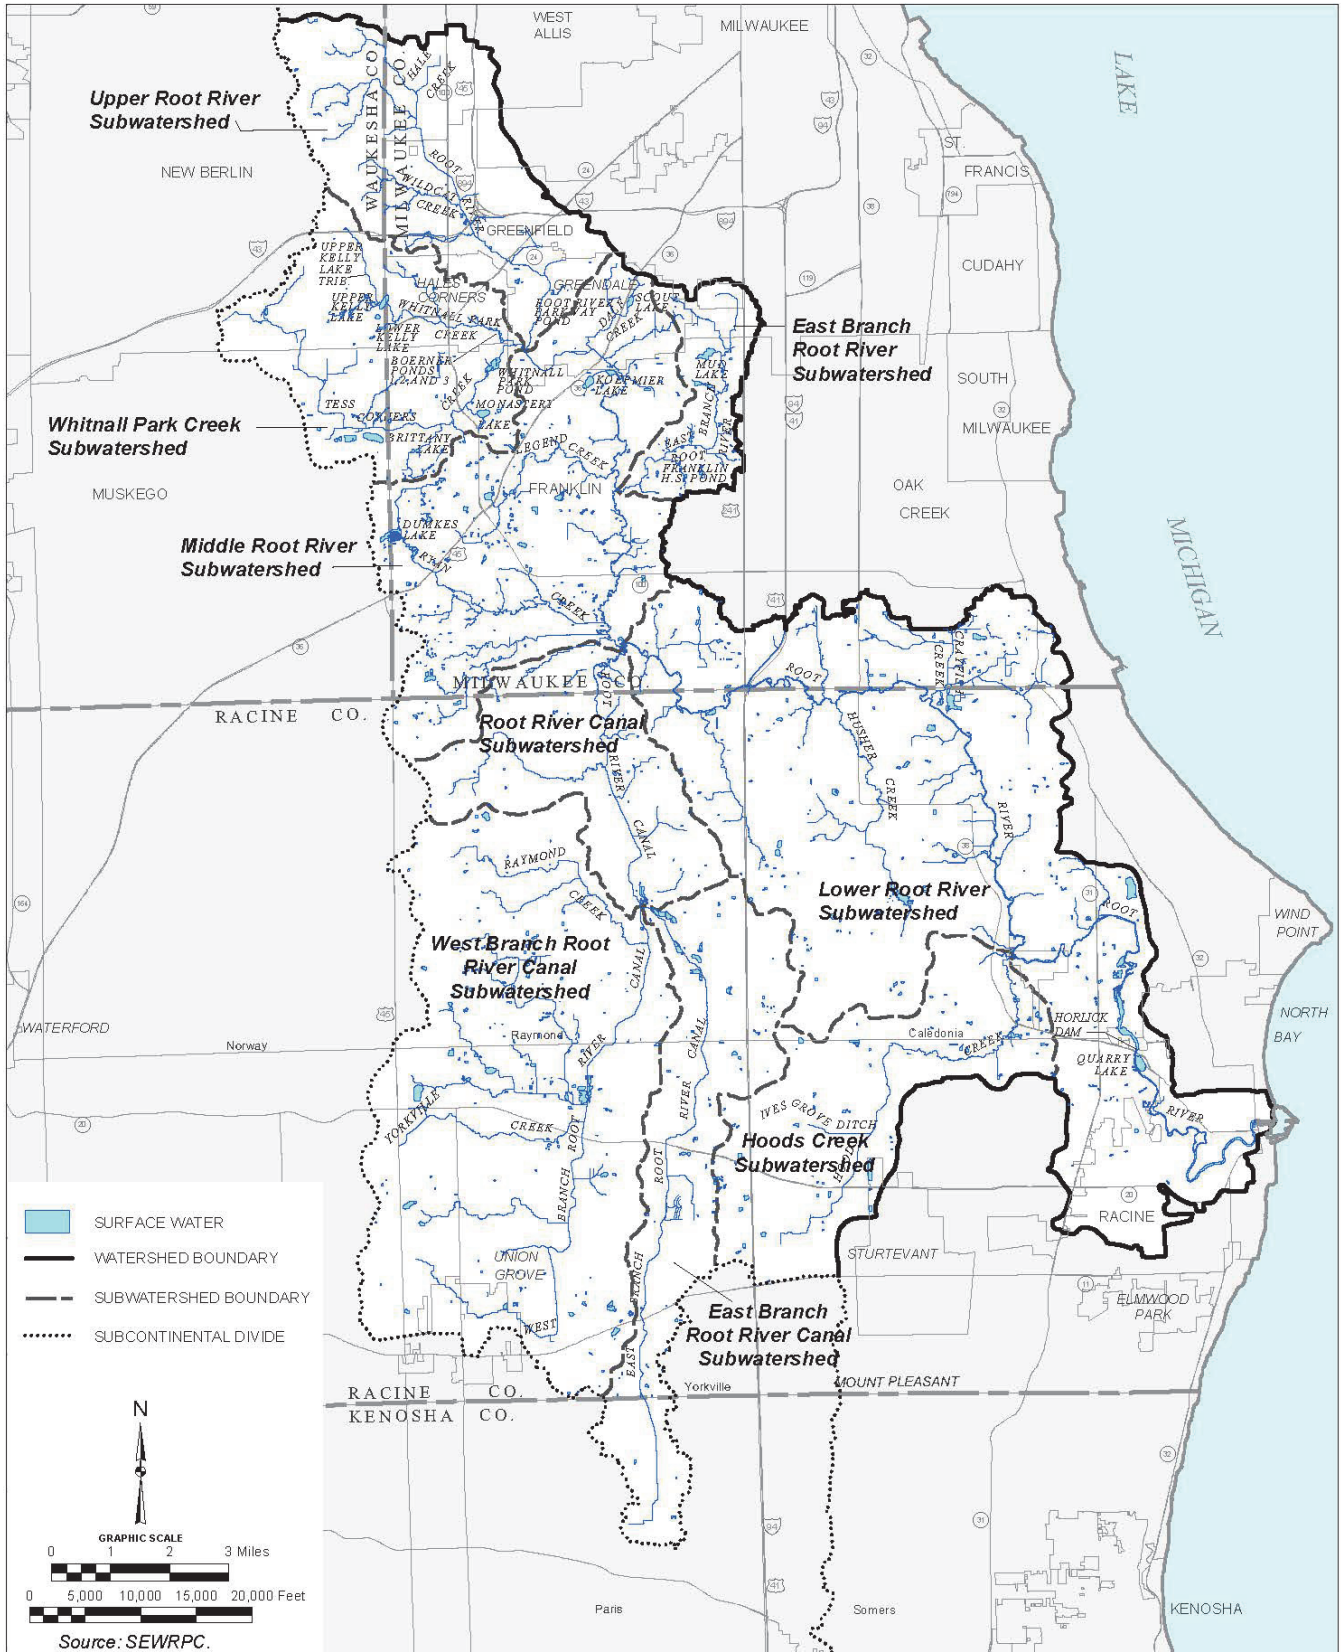 WEST
ALLIS
MILWAUKEE
LAKE
MICHIGAN
Upper Root River
Subwatershed
WAUKESHA CO
MILWAUKEE CO.
HALE
CREEK
NEW BERLIN
ROOT
RIVER
WILDCAT
CREEK
GREENFIELD
ST.
FRANCIS
CUDAHY
UPPER
KELLY
LAKE
TRIB.
HALES
CORNERS
GREENDALE
UPPER
KELLY
LAKE
WHITNALL PARK
CREEK
ROOT RIVER
PARKWAY
POND
DALE
CREEK
SCOUT
LAKE
LOWER
KELLY
LAKE
East Branch
Root River
Subwatershed
BOERNER
PONDS
1,2 AND 3
WHITNALL
PARK
POND
KOEPMIER
LAKE
MUD
LAKE
SOUTH
MILWAUKEE
TESS
CORNERS
CREEK
MONASTERY
LAKE
Whitnall Park Creek
Subwatershed
BRITTANY
LAKE
LEGEND
CREEK
EAST
BRANCH
ROOT
RIVER
FRANKLIN
H.S. POND
MUSKEGO
FRANKLIN
OAK
CREEK
DUMKES
LAKE
Middle Root River
Subwatershed
RYAN
CREEK
MILWAUKEE CO.
RACINE CO.
ROOT
CRAYFISH
CREEK
Root River Canal
Subwatershed
ROOT
RIVER
CANAL
HUSHER
CREEK
RIVER
RAYMOND
CREEK
Lower Root River
Subwatershed
ROOT
WIND
POINT
West Branch Root
River Canal
Subwatershed
CANAL
WATERFORD
Norway
Raymond
RIVER
CANAL
Caledonia
CREEK
HORLICK
DAM
NORTH
BAY
QUARRY
LAKE
YORKVILLE
CREEK
RIVER
IVES GROVE DITCH
RIVER
Hoods Creek
Subwatershed
ROOT
BRANCH
ROOT
RACINE
STURTEVANT
UNION
GROVE
BRANCH
WEST
EAST
ELMWOOD
PARK
East Branch
Root River Canal
Subwatershed
Yorkville
MOUNT PLEASANT
RACINE CO.
KENOSHA CO.
Paris
Somers
KENOSHA
SURFACE WATER
WATERSHED BOUNDARY
SUBWATERSHED BOUNDARY
SUBCONTINENTAL DIVIDE
N
GRAPHIC SCALE
0 1 2 3 Miles
0 5,000 10,000 15,000 20,000 Feet
Source: SEWRPC.